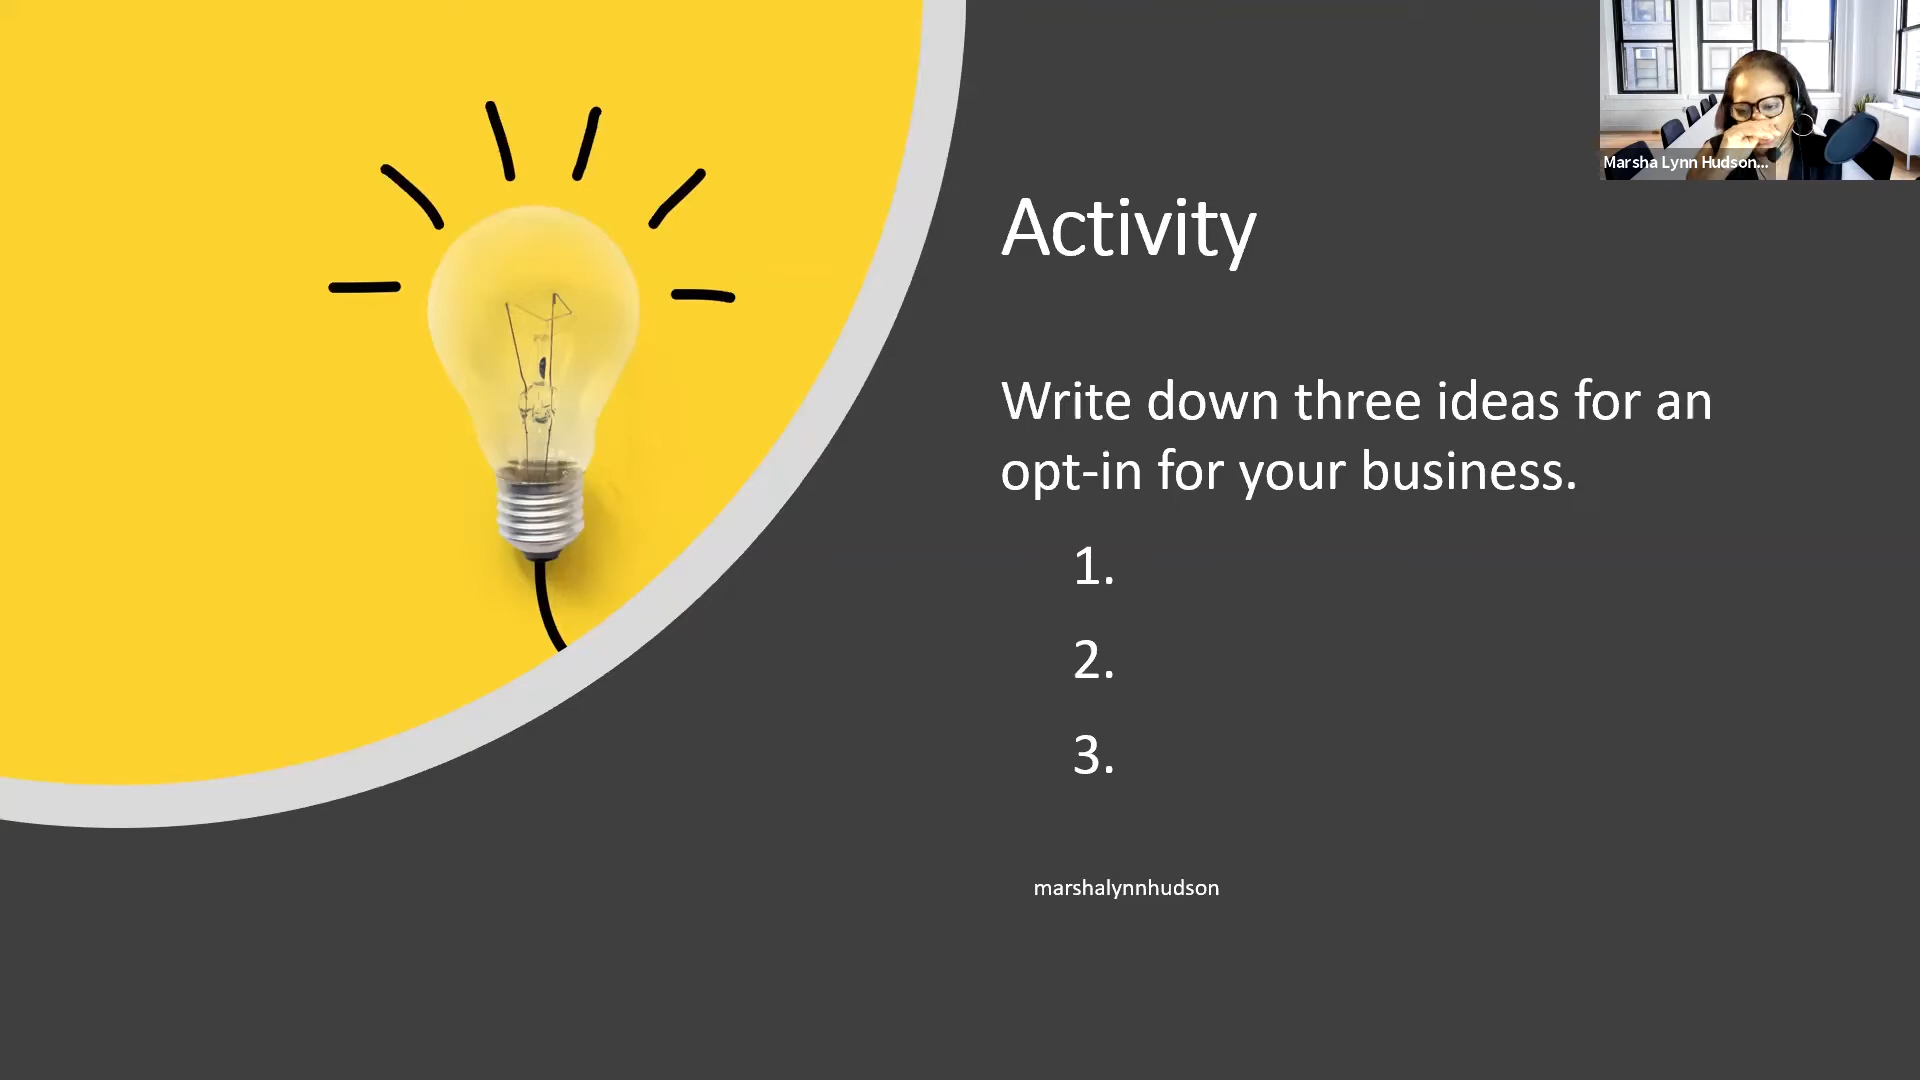 Marsha Lynn Hudson...
Activity
Write down three ideas for an
opt-in for your business.
1.
2.
3.
marshalynnhudson